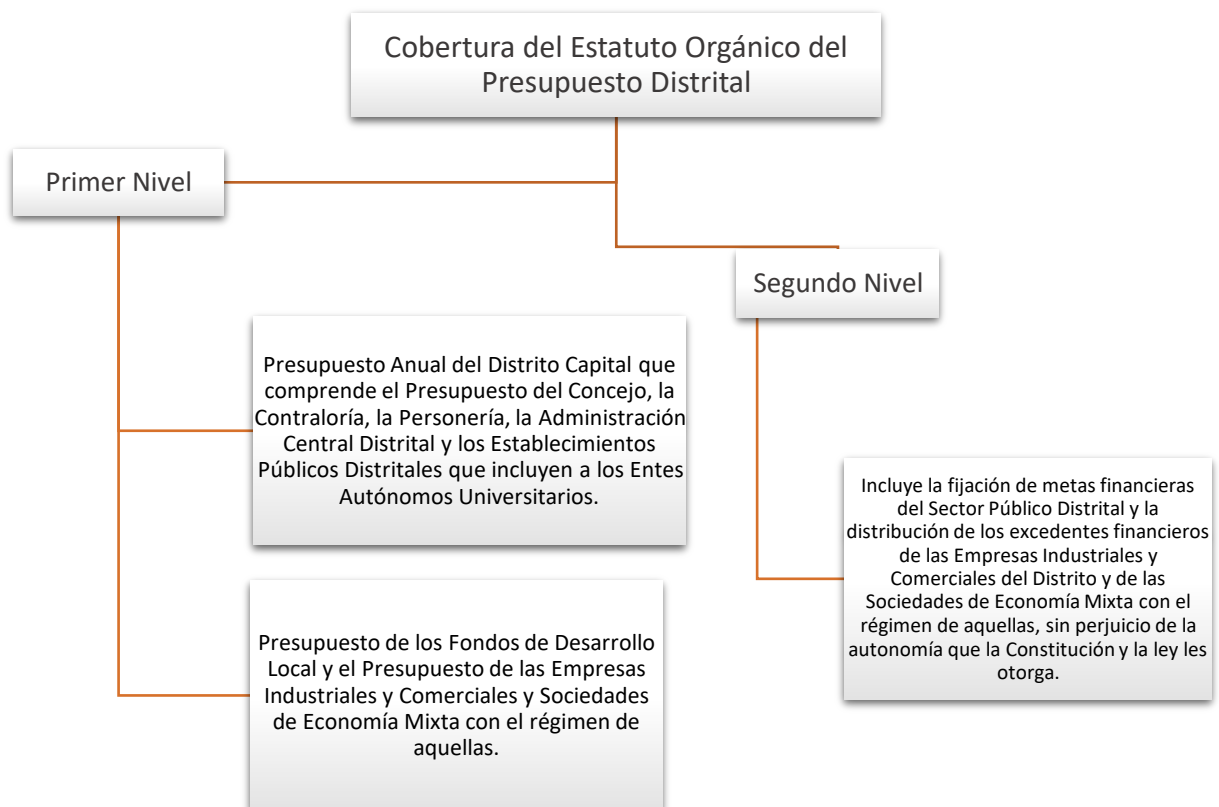 Cobertura del Estatuto Orgánico del
Presupuesto Distrital
Primer Nivel
Segundo Nivel
Presupuesto Anual del Distrito Capital que
comprende el Presupuesto del Concejo, la
Contraloría, la Personería, la Administración
Central Distrital y los Establecimientos
Públicos Distritales que incluyen a los Entes
Autónomos Universitarios.
Presupuesto de los Fondos de Desarrollo
Local y el Presupuesto de las Empresas
Industriales y Comerciales y Sociedades
de Economía Mixta con el régimen de
aquellas.
Incluye la fijación de metas financieras
del Sector Público Distrital y la
distribución de los excedentes financieros
de las Empresas Industriales y
Comerciales del Distrito y de las
Sociedades de Economía Mixta con el
régimen de aquellas, sin perjuicio de la
autonomía que la Constitución y la ley les
otorga.